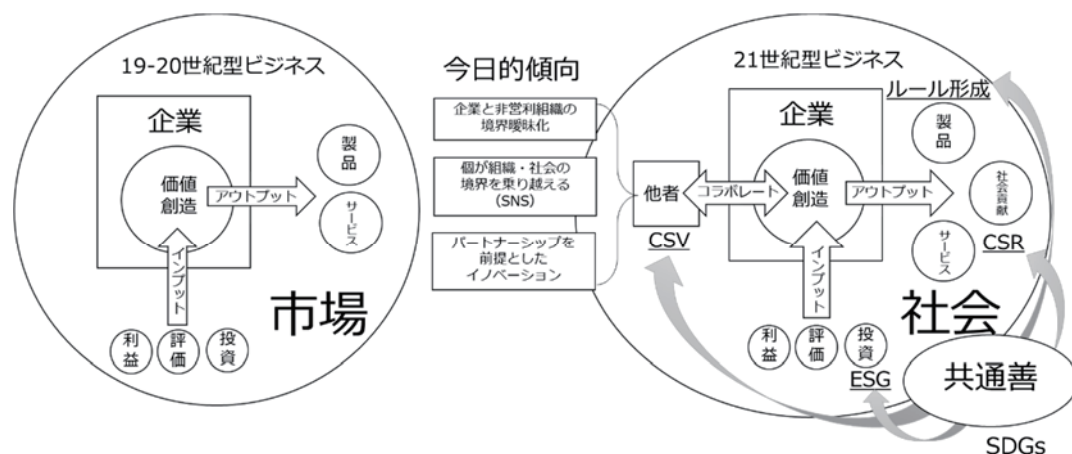 19-20世紀型ビジネス
企業
価値
創造
アウトプット
製品
サービス
インプット
利益
評価
投資
市場
今日的傾向
企業と非営利組織の
境界曖昧化
個が組織・社会の
境界を乗り越える
（SNS）
パートナーシップを
前提とした
イノベーション
21世紀型ビジネス
ルール形成
企業
他者
コラボレート
価値
創造
アウトプット
製品
社会貢献
サービス
CSV
CSR
インプット
利益
評価
投資
ESG
社会
共通善
SDGs